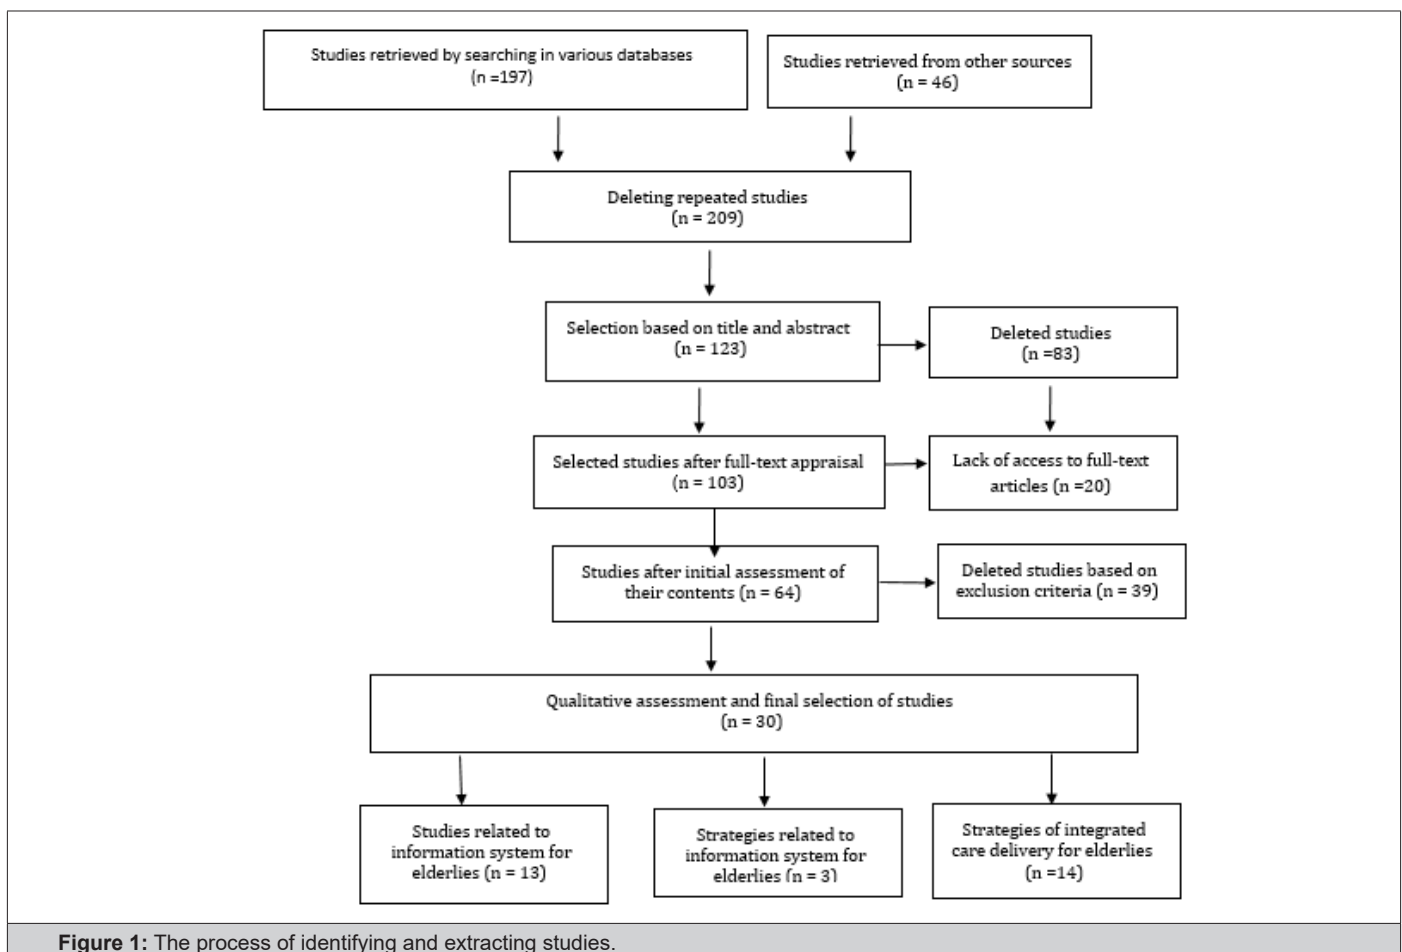 Studies retrieved by searching in various databases
(n =197)
Studies retrieved from other sources
(n = 46)
Deleting repeated studies
(n = 209)
Selection based on title and abstract
(n = 123)
Deleted studies
(n =83)
Selected studies after full-text appraisal
(n = 103)
Lack of access to full-text
articles (n =20)
Studies after initial assessment of
their contents (n = 64)
Deleted studies based on
exclusion criteria (n = 39)
Qualitative assessment and final selection of studies
(n = 30)
Studies related to
information system for
elderlies (n = 13)
Strategies related to
information system for
elderlies (n = 3)
Strategies of integrated
care delivery for elderlies
(n =14)
Figure 1: The process of identifying and extracting studies.